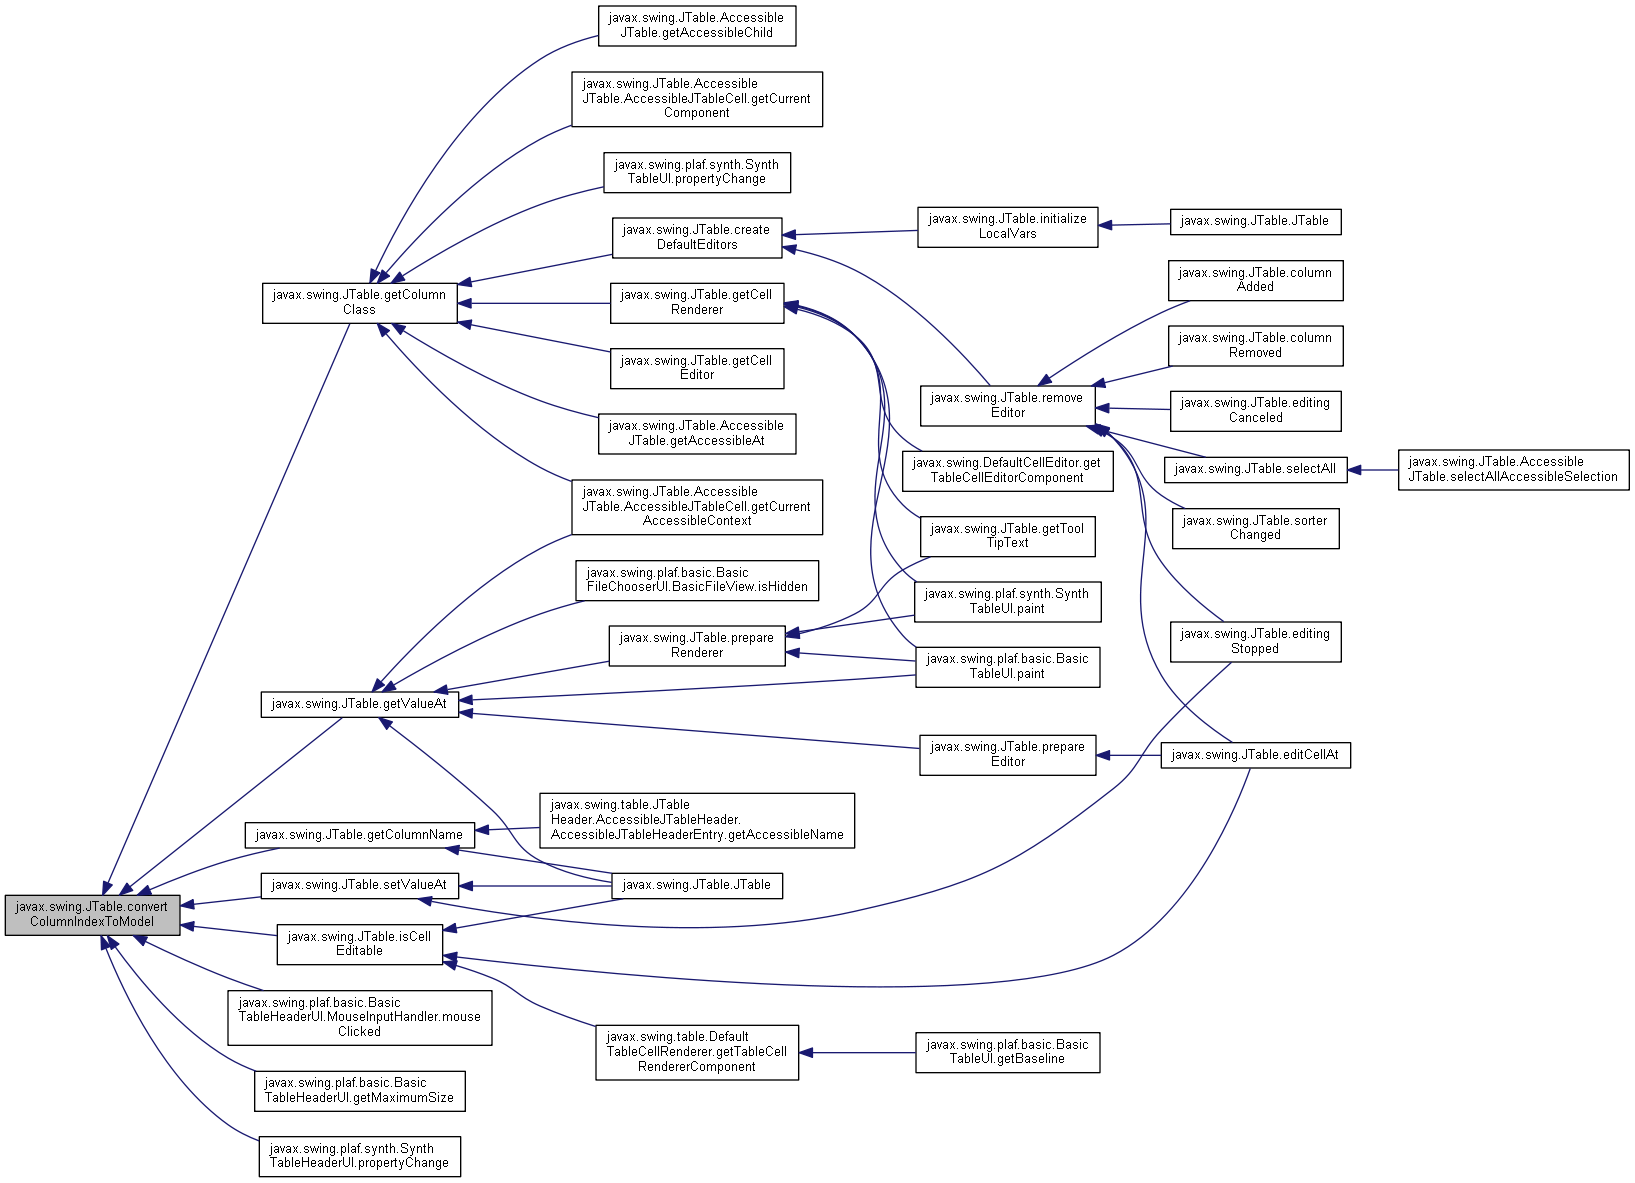 javax.swing.JTable.Accessible
JTable.getAccessibleChild
javax.swing.JTable.Accessible
JTable.AccessibleJTableCell.getCurrent
Component
javax.swing.plaf.synth.Synth
TableUI.propertyChange
javax.swing.JTable.create
DefaultEditors
javax.swing.JTable.initialize
LocalVars
javax.swing.JTable.JTable
javax.swing.JTable.column
Added
javax.swing.JTable.getColumn
Class
javax.swing.JTable.getCell
Renderer
javax.swing.JTable.column
Removed
javax.swing.JTable.getCell
Editor
javax.swing.JTable.remove
Editor
javax.swing.JTable.editing
Canceled
javax.swing.JTable.Accessible
JTable.getAccessibleAt
javax.swing.DefaultCellEditor.get
TableCellEditorComponent
javax.swing.JTable.selectAll
javax.swing.JTable.Accessible
JTable.selectAllAccessibleSelection
javax.swing.JTable.Accessible
JTable.AccessibleJTableCell.getCurrent
AccessibleContext
javax.swing.JTable.getTool
TipText
javax.swing.JTable.sorter
Changed
javax.swing.plaf.basic.Basic
FileChooserUI.BasicFileView.isHidden
javax.swing.plaf.synth.Synth
TableUI.paint
javax.swing.JTable.prepare
Renderer
javax.swing.JTable.editing
Stopped
javax.swing.plaf.basic.Basic
TableUI.paint
javax.swing.JTable.getValueAt
javax.swing.JTable.prepare
Editor
javax.swing.JTable.editCellAt
javax.swing.table.JTable
Header.AccessibleJTableHeader.
AccessibleJTableHeaderEntry.getAccessibleName
javax.swing.JTable.getColumnName
javax.swing.JTable.setValueAt
javax.swing.JTable.JTable
javax.swing.JTable.convert
ColumnIndexToModel
javax.swing.JTable.isCell
Editable
javax.swing.plaf.basic.Basic
TableHeaderUI.MouseInputHandler.mouse
Clicked
javax.swing.table.Default
TableCellRenderer.getTableCell
RendererComponent
javax.swing.plaf.basic.Basic
TableUI.getBaseline
javax.swing.plaf.basic.Basic
TableHeaderUI.getMaximumSize
javax.swing.plaf.synth.Synth
TableHeaderUI.propertyChange